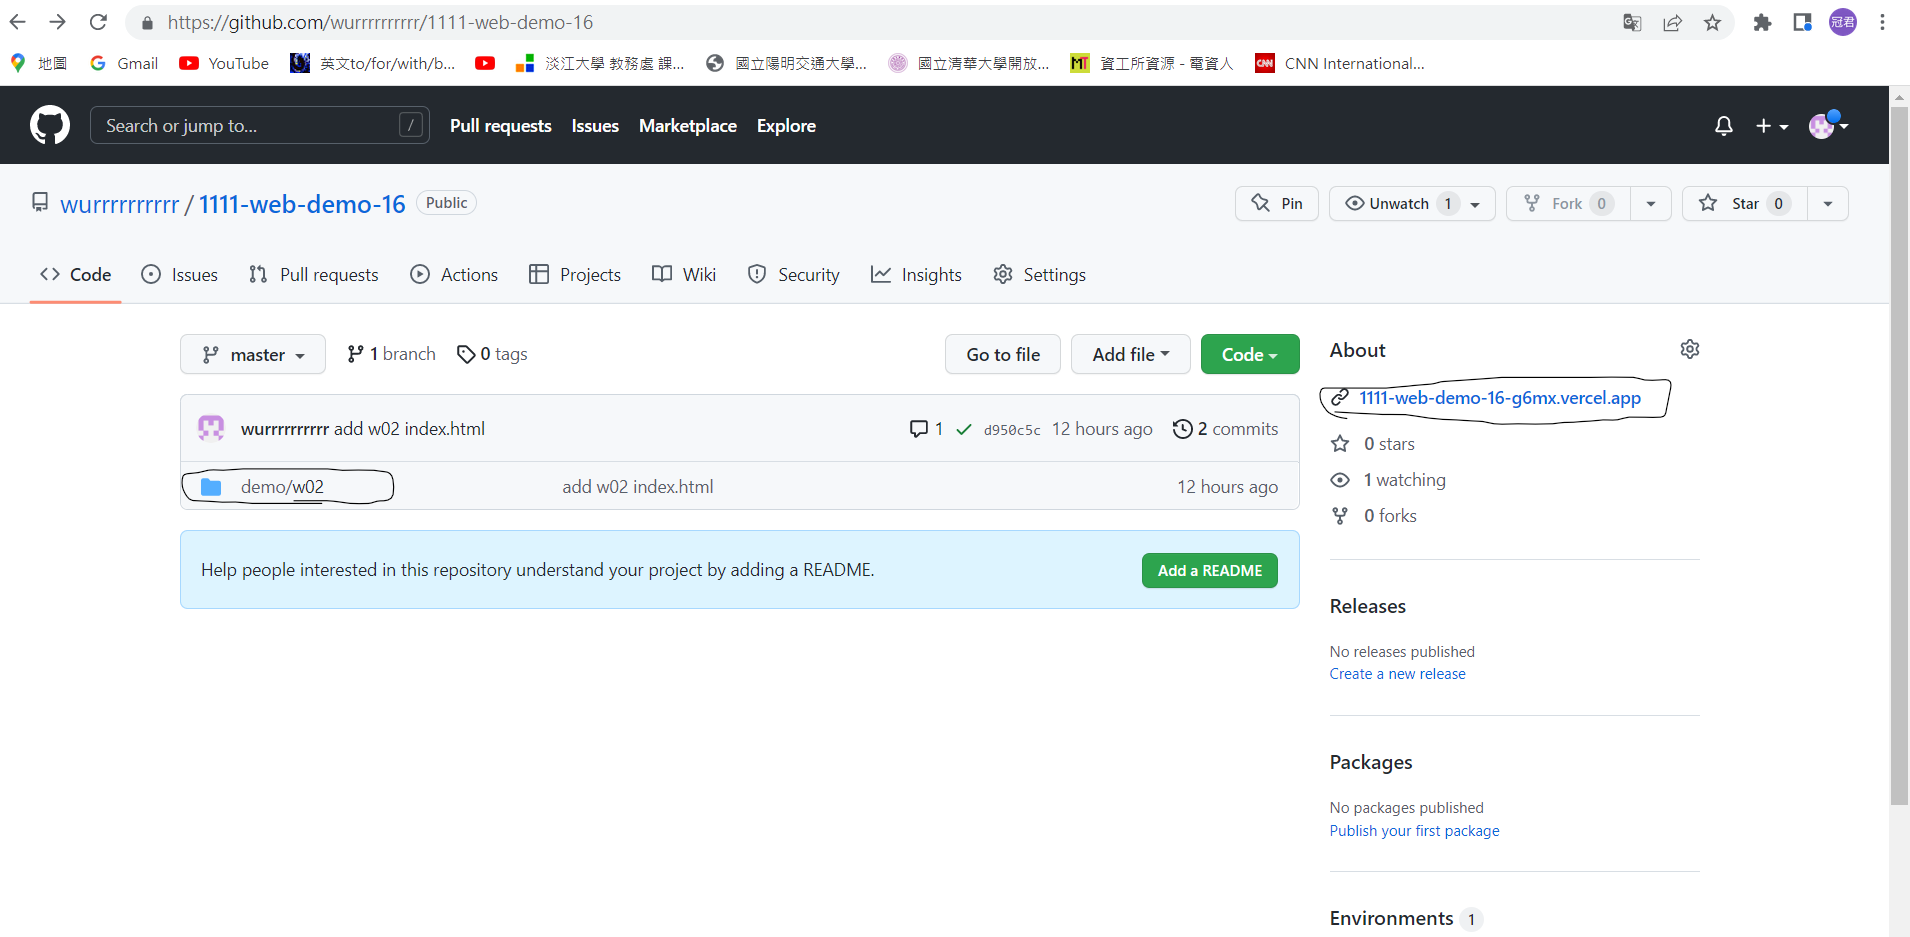 https://github.com/wurrrrrrrrrr/1111-web-demo-16
冠君
地圖 Gmail YouTube 英文to/for/with/b... 淡江大學 教務處 課... 國立陽明交通大學... 國立清華大學開放... MT 資工所資源 - 電資人 CNN CNN International...
Search or jump to... / Pull requests Issues Marketplace Explore
wurrrrrrrrrr / 1111-web-demo-16 Public Pin Unwatch 1 Fork 0 Star 0
Code Issues Pull requests Actions Projects Wiki Security Insights Settings
master 1 branch 0 tags Go to file Add file Code
wurrrrrrrrrr add w02 index.html 1 d950c5c 12 hours ago 2 commits
demo/w02 add w02 index.html 12 hours ago
Help people interested in this repository understand your project by adding a README. Add a README
About
1111-web-demo-16-g6mx.vercel.app
0 stars
1 watching
0 forks
Releases
No releases published
Create a new release
Packages
No packages published
Publish your first package
Environments 1